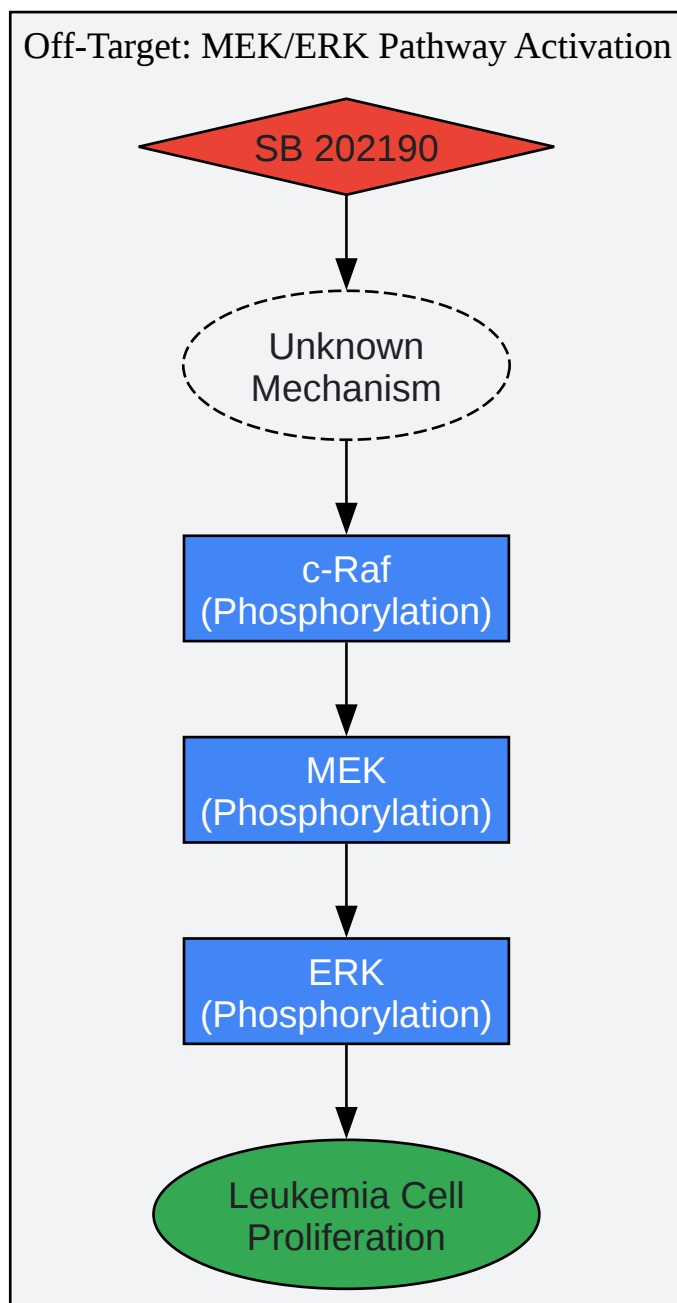 Off-Target: MEK/ERK Pathway Activation
SB 202190
Unknown
Mechanism
c-Raf
(Phosphorylation)
MEK
(Phosphorylation)
ERK
(Phosphorylation)
Leukemia Cell
Proliferation